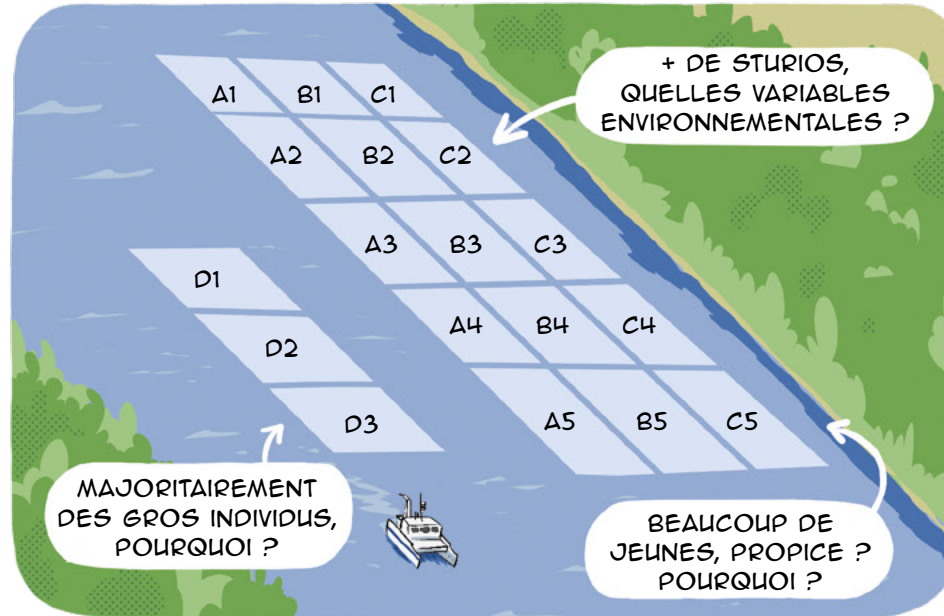 + DE STURIOS,
QUELLES VARIABLES
ENVIRONNEMENTALES ?
A1 B1 C1
A2 B2 C2
A3 B3 C3
D1
A4 B4 C4
D2
A5 B5 C5
D3
MAJORITAIREMENT
DES GROS INDIVIDUS,
POURQUOI ?
BEAUCOUP DE
JEUNES, PROPICE ?
POURQUOI ?